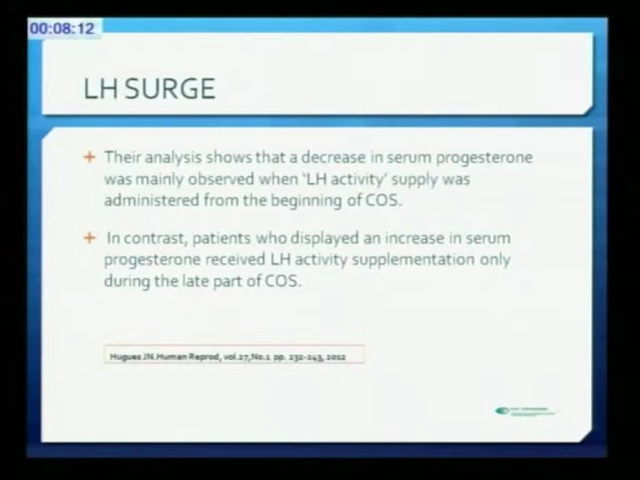 00:08:12
LH SURGE
+ Their analysis shows that a decrease in serum progesterone
was mainly observed when ‘LH activity’ supply was
administered from the beginning of COS.
+ In contrast, patients who displayed an increase in serum
progesterone received LH activity supplementation only
during the late part of COS.
Hugues JN.Human Reprod, vol.27,No.1 pp. 232-243, 2012